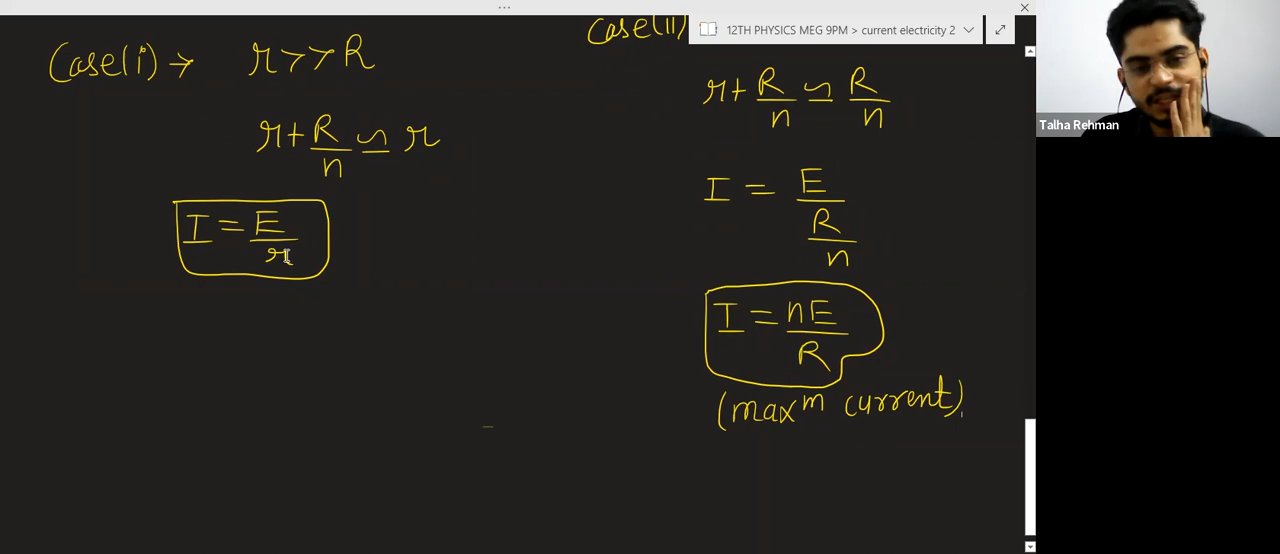 Case(i) → r>>R
r+R/n ≃ r
I = E/r
Case(ii)
12TH PHYSICS MEG 9PM > current electricity 2
r+R/n ≃ R/n
I = E/R/n
I = nE/R
(maxᵐ current)
Talha Rehman